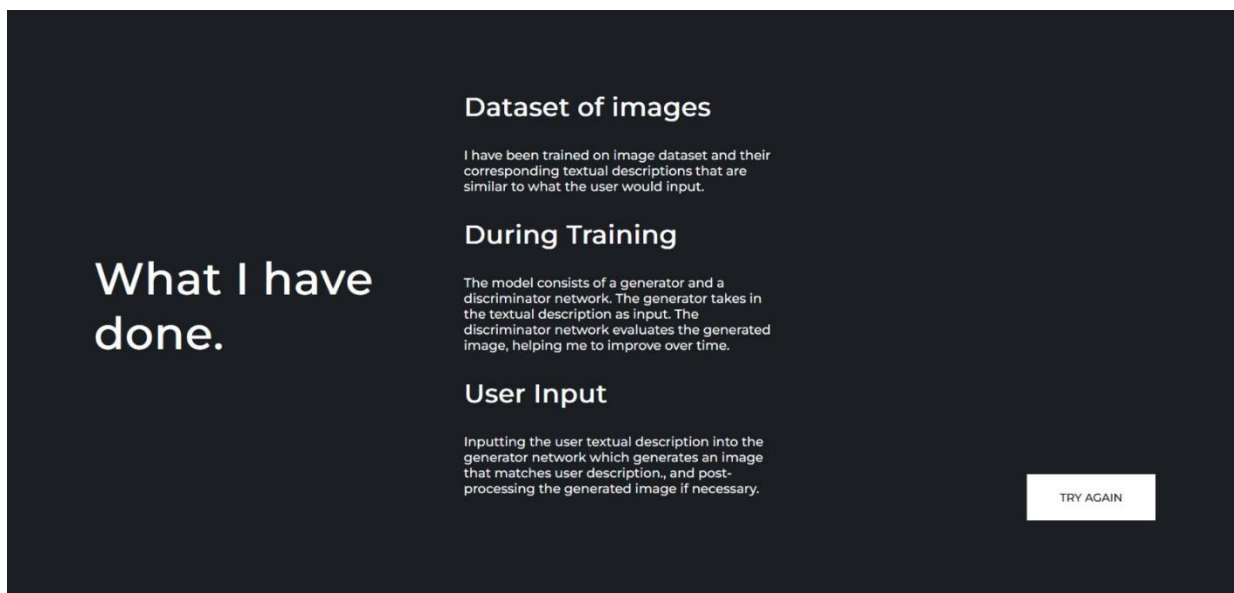 What I have
done.
Dataset of images
I have been trained on image dataset and their
corresponding textual descriptions that are
similar to what the user would input.
During Training
The model consists of a generator and a
discriminator network. The generator takes in
the textual description as input. The
discriminator network evaluates the generated
image, helping me to improve over time.
User Input
Inputting the user textual description into the
generator network which generates an image
that matches user description., and post-
processing the generated image if necessary.
TRY AGAIN